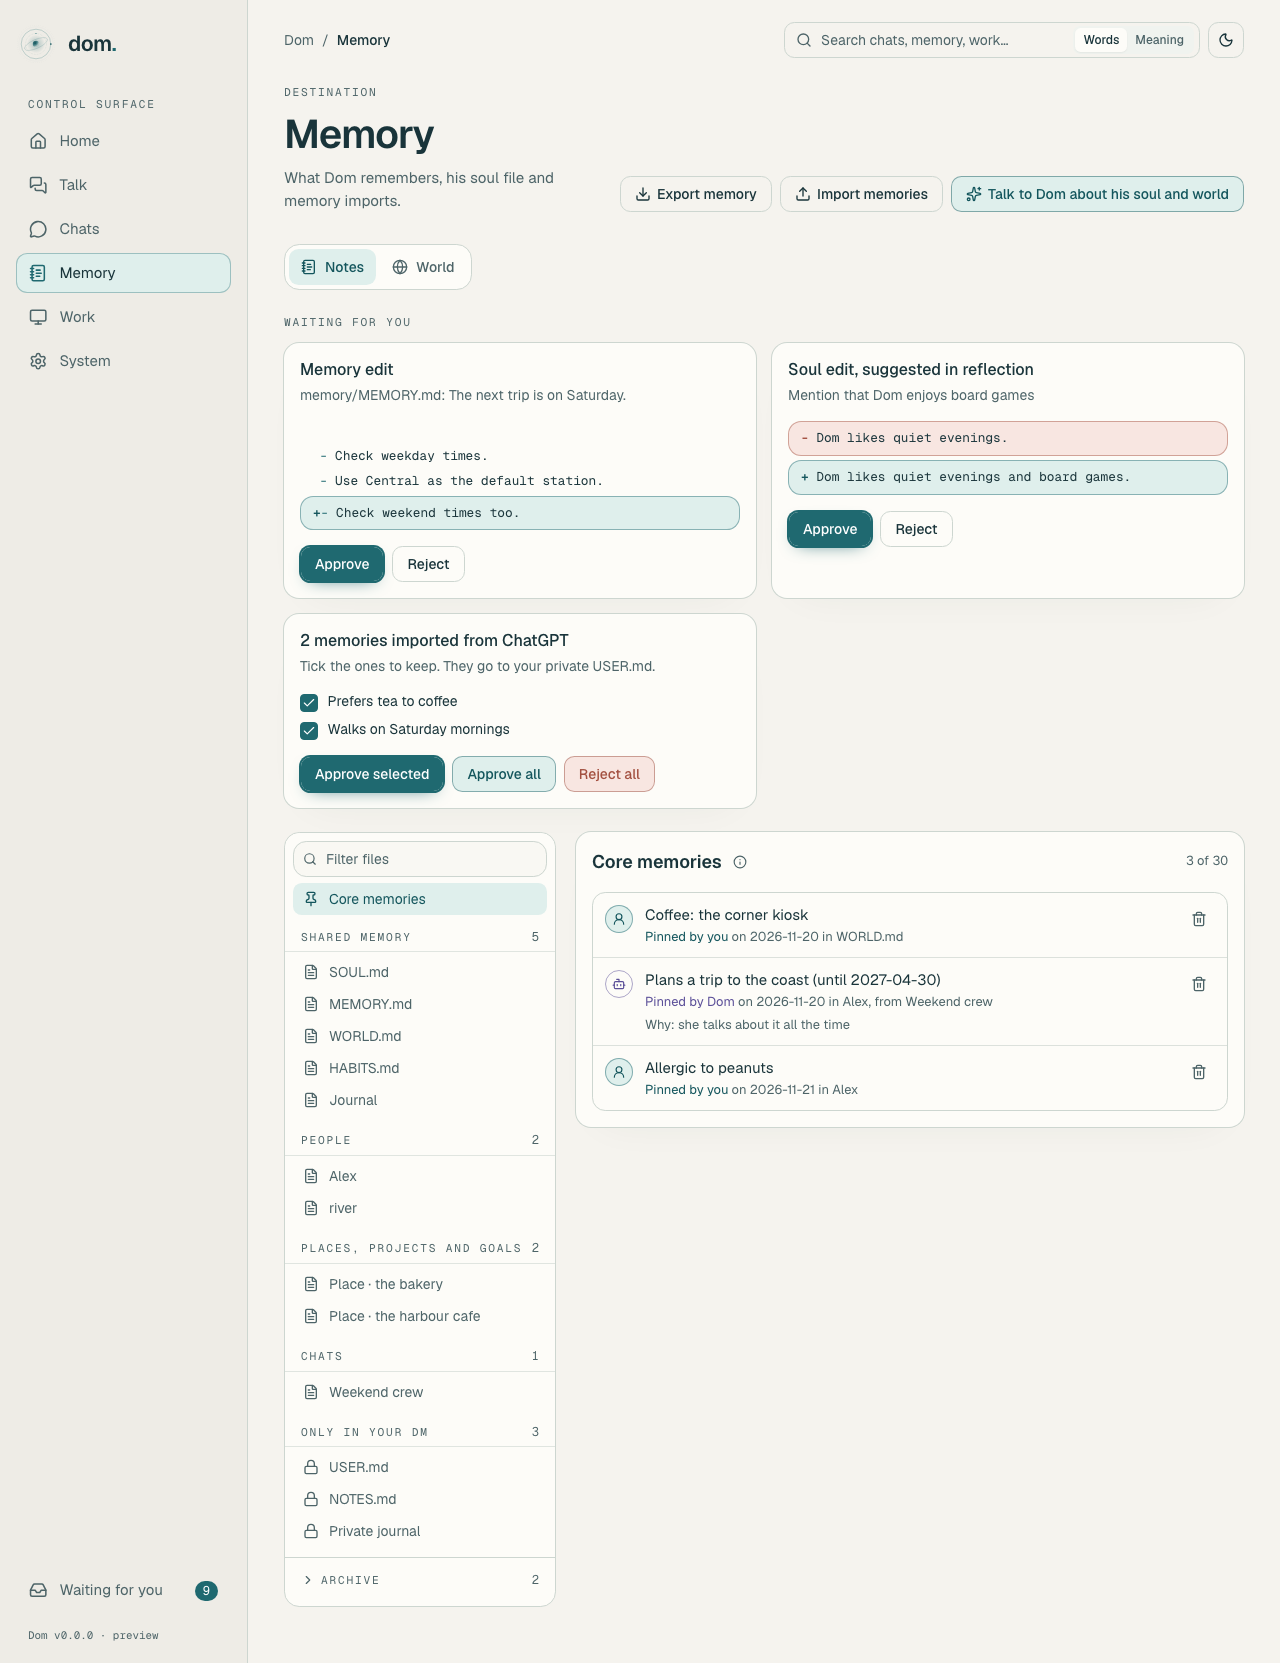 dom.
CONTROL SURFACE
Home
Talk
Chats
Memory
Work
System
Waiting for you 9
Dom v0.0.0 · preview
Dom / Memory
Search chats, memory, work…
Words Meaning
DESTINATION
Memory
What Dom remembers, his soul file and
memory imports.
Export memory
Import memories
Talk to Dom about his soul and world
Notes
World
WAITING FOR YOU
Memory edit
memory/MEMORY.md: The next trip is on Saturday.
- Check weekday times.
- Use Central as the default station.
+- Check weekend times too.
Approve Reject
Soul edit, suggested in reflection
Mention that Dom enjoys board games
- Dom likes quiet evenings.
+ Dom likes quiet evenings and board games.
Approve Reject
2 memories imported from ChatGPT
Tick the ones to keep. They go to your private USER.md.
Prefers tea to coffee
Walks on Saturday mornings
Approve selected Approve all Reject all
Filter files
Core memories
SHARED MEMORY 5
SOUL.md
MEMORY.md
WORLD.md
HABITS.md
Journal
PEOPLE 2
Alex
river
PLACES, PROJECTS AND GOALS 2
Place · the bakery
Place · the harbour cafe
CHATS 1
Weekend crew
ONLY IN YOUR DM 3
USER.md
NOTES.md
Private journal
ARCHIVE 2
Core memories 3 of 30
Coffee: the corner kiosk
Pinned by you on 2026-11-20 in WORLD.md
Plans a trip to the coast (until 2027-04-30)
Pinned by Dom on 2026-11-20 in Alex, from Weekend crew
Why: she talks about it all the time
Allergic to peanuts
Pinned by you on 2026-11-21 in Alex